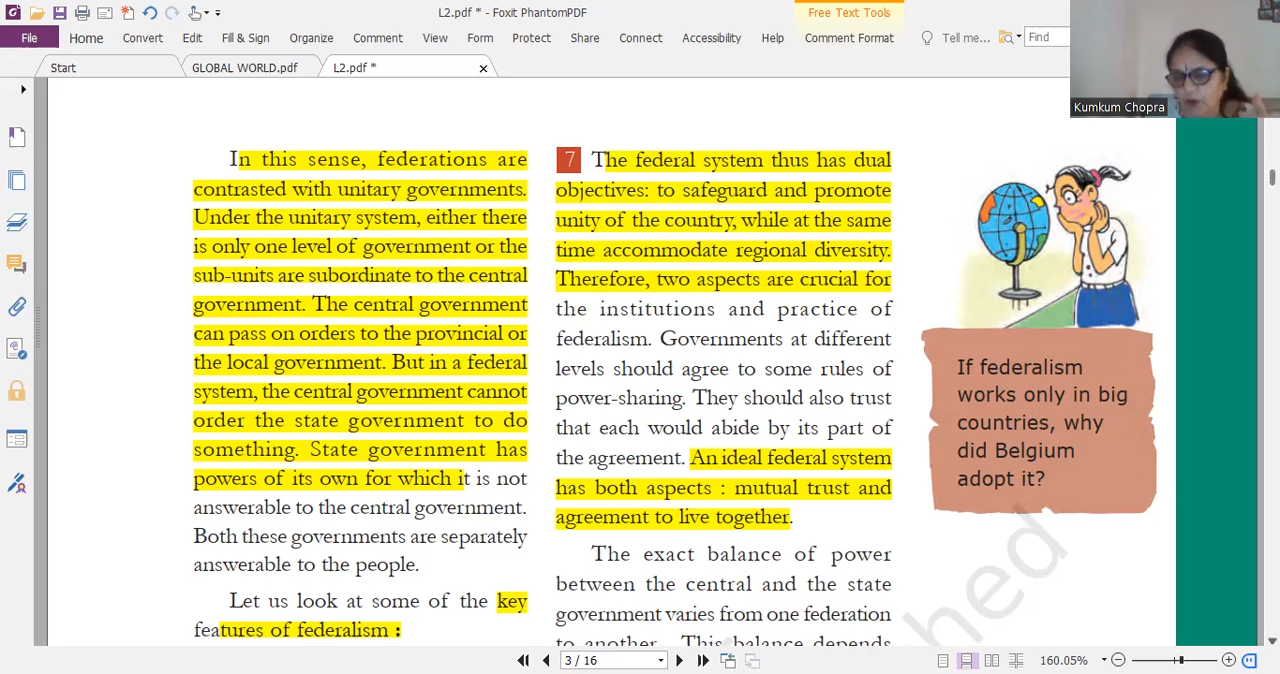 L2.pdf * - Foxit PhantomPDF
Free Text Tools
File Home Convert Edit Fill & Sign Organize Comment View Form Protect Share Connect Accessibility Help Comment Format Tell me... Find
Start GLOBAL WORLD.pdf L2.pdf *
Kumkum Chopra
In this sense, federations are
contrasted with unitary governments.
Under the unitary system, either there
is only one level of government or the
sub-units are subordinate to the central
government. The central government
can pass on orders to the provincial or
the local government. But in a federal
system, the central government cannot
order the state government to do
something. State government has
powers of its own for which it is not
answerable to the central government.
Both these governments are separately
answerable to the people.
Let us look at some of the key
features of federalism :
7 The federal system thus has dual
objectives: to safeguard and promote
unity of the country, while at the same
time accommodate regional diversity.
Therefore, two aspects are crucial for
the institutions and practice of
federalism. Governments at different
levels should agree to some rules of
power-sharing. They should also trust
that each would abide by its part of
the agreement. An ideal federal system
has both aspects : mutual trust and
agreement to live together.
The exact balance of power
between the central and the state
government varies from one federation
to another. This balance depends
If federalism
works only in big
countries, why
did Belgium
adopt it?
hed
3 / 16
160.05%